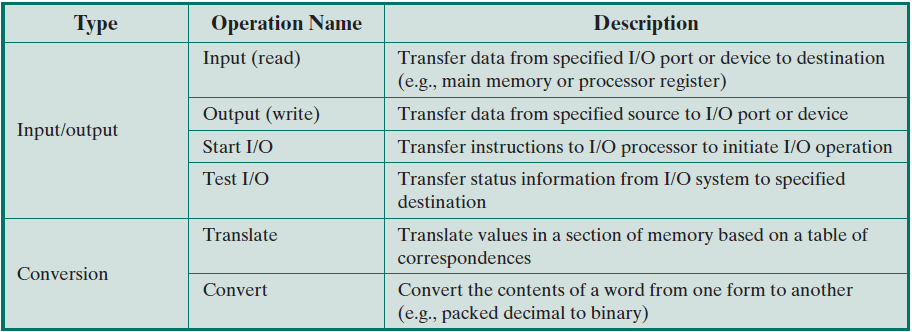 Type Operation Name Description
Input/output
Input (read) Transfer data from specified I/O port or device to destination
(e.g., main memory or processor register)
Output (write) Transfer data from specified source to I/O port or device
Start I/O Transfer instructions to I/O processor to initiate I/O operation
Test I/O Transfer status information from I/O system to specified
destination
Conversion
Translate Translate values in a section of memory based on a table of
correspondences
Convert Convert the contents of a word from one form to another
(e.g., packed decimal to binary)